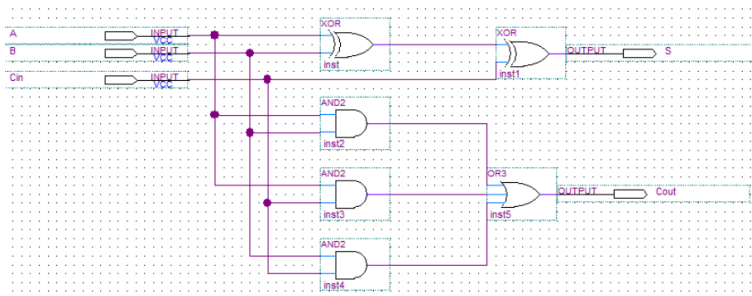 XOR
XOR
A
INPUT
VCC
B
INPUT
VCC
inst
OUTPUT
S
Cin
INPUT
VCC
inst1
AND2
inst2
AND2
OR3
OUTPUT
Cout
inst3
inst5
AND2
inst4